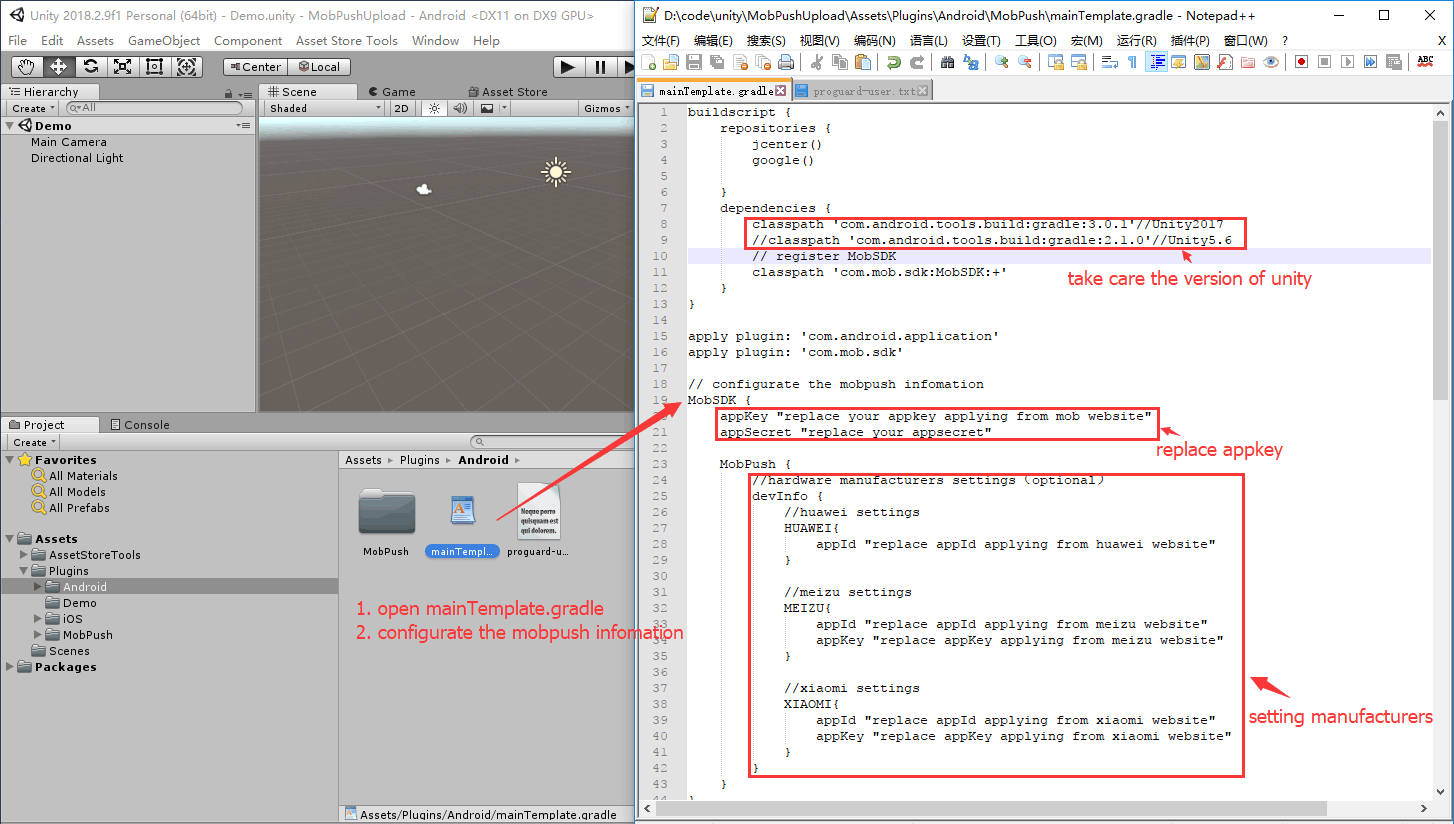 Unity 2018.2.9f1 Personal (64bit) - Demo.unity - MobPushUpload - Android <DX11 on DX9 GPU>
File Edit Assets GameObject Component Asset Store Tools Window Help
Center Local
Hierarchy
Create All
Demo
Main Camera
Directional Light
Scene Game Asset Store
Shaded 2D Gizmos
Project Console
Create
Favorites
All Materials
All Models
All Prefabs
Assets
AssetStoreTools
Plugins
Android
Demo
iOS
MobPush
Scenes
Packages
Assets Plugins Android
MobPush mainTempl... proguard-u...
Neque porro
quisquam est
qui dolorem.
1. open mainTemplate.gradle
2. configurate the mobpush infomation
Assets/Plugins/Android/mainTemplate.gradle
D:\code\unity\MobPushUpload\Assets\Plugins\Android\MobPush\mainTemplate.gradle - Notepad++
文件(F) 编辑(E) 搜索(S) 视图(V) 编码(N) 语言(L) 设置(T) 工具(O) 宏(M) 运行(R) 插件(P) 窗口(W) ? X
ABC
mainTemplate.gradle proguard-user.txt
1 buildscript {
2 repositories {
3 jcenter()
4 google()
5
6 }
7 dependencies {
8 classpath 'com.android.tools.build:gradle:3.0.1'//Unity2017
9 //classpath 'com.android.tools.build:gradle:2.1.0'//Unity5.6
10 // register MobSDK
11 classpath 'com.mob.sdk:MobSDK:+'
take care the version of unity
12 }
13 }
14
15 apply plugin: 'com.android.application'
16 apply plugin: 'com.mob.sdk'
17
18 // configurate the mobpush infomation
19 MobSDK {
20 appKey "replace your appkey applying from mob website"
21 appSecret "replace your appsecret"
replace appkey
22
23 MobPush {
24 //hardware manufacturers settings（optional）
25 devInfo {
26 //huawei settings
27 HUAWEI{
28 appId "replace appId applying from huawei website"
29 }
30
31 //meizu settings
32 MEIZU{
33 appId "replace appId applying from meizu website"
34 appKey "replace appKey applying from meizu website"
35 }
36
37 //xiaomi settings
38 XIAOMI{
39 appId "replace appId applying from xiaomi website"
setting manufacturers
40 appKey "replace appKey applying from xiaomi website"
41 }
42 }
43 }
44 }